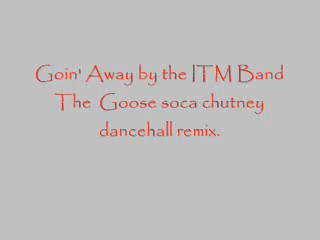 Goin' Away by the ITM Band
The Goose soca chutney
dancehall remix.